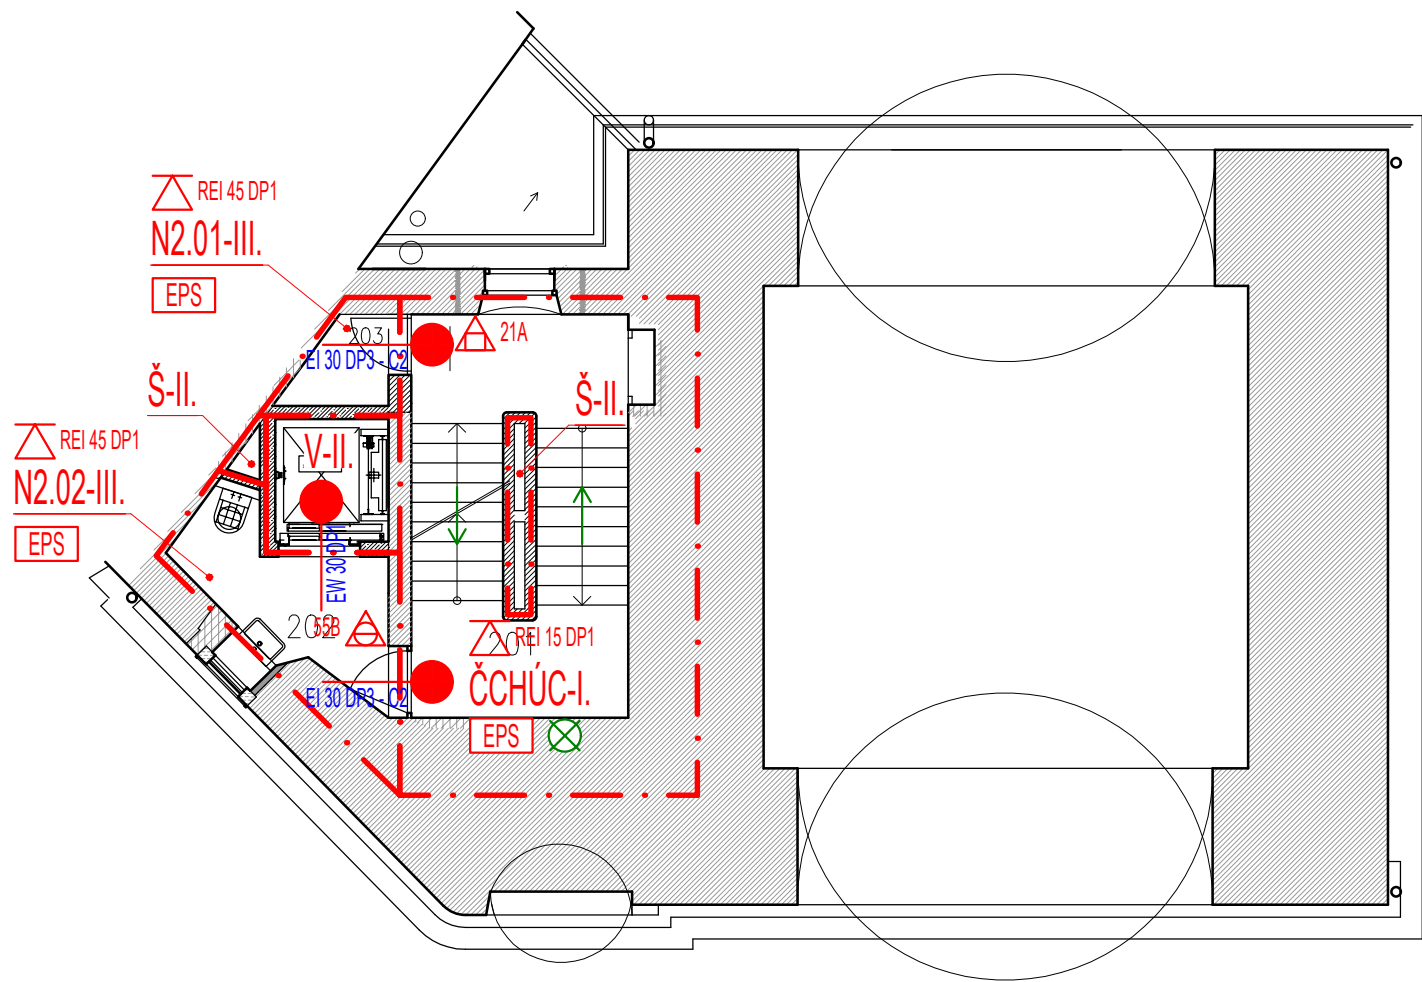 REI 45 DP1
N2.01-III.
EPS
203
EI 30 DP3 - C2
21A
Š-II.
Š-II.
REI 45 DP1
N2.02-III.
EPS
V-II.
EW 30 DP1
202
55B
201
REI 15 DP1
ČCHÚC-I.
EI 30 DP3 - C2
EPS